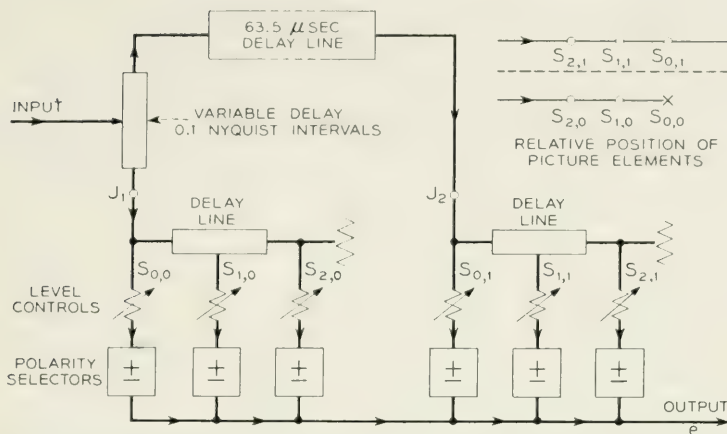 63.5 μSEC
DELAY LINE
S2,1 S1,1 S0,1
INPUT
VARIABLE DELAY
0.1 NYQUIST INTERVALS
S2,0 S1,0 S0,0
RELATIVE POSITION OF
PICTURE ELEMENTS
J1
DELAY
LINE
J2
DELAY
LINE
S0,0 S1,0 S2,0 S0,1 S1,1 S2,1
LEVEL
CONTROLS
POLARITY
SELECTORS
± ± ± ± ± ±
OUTPUT
e